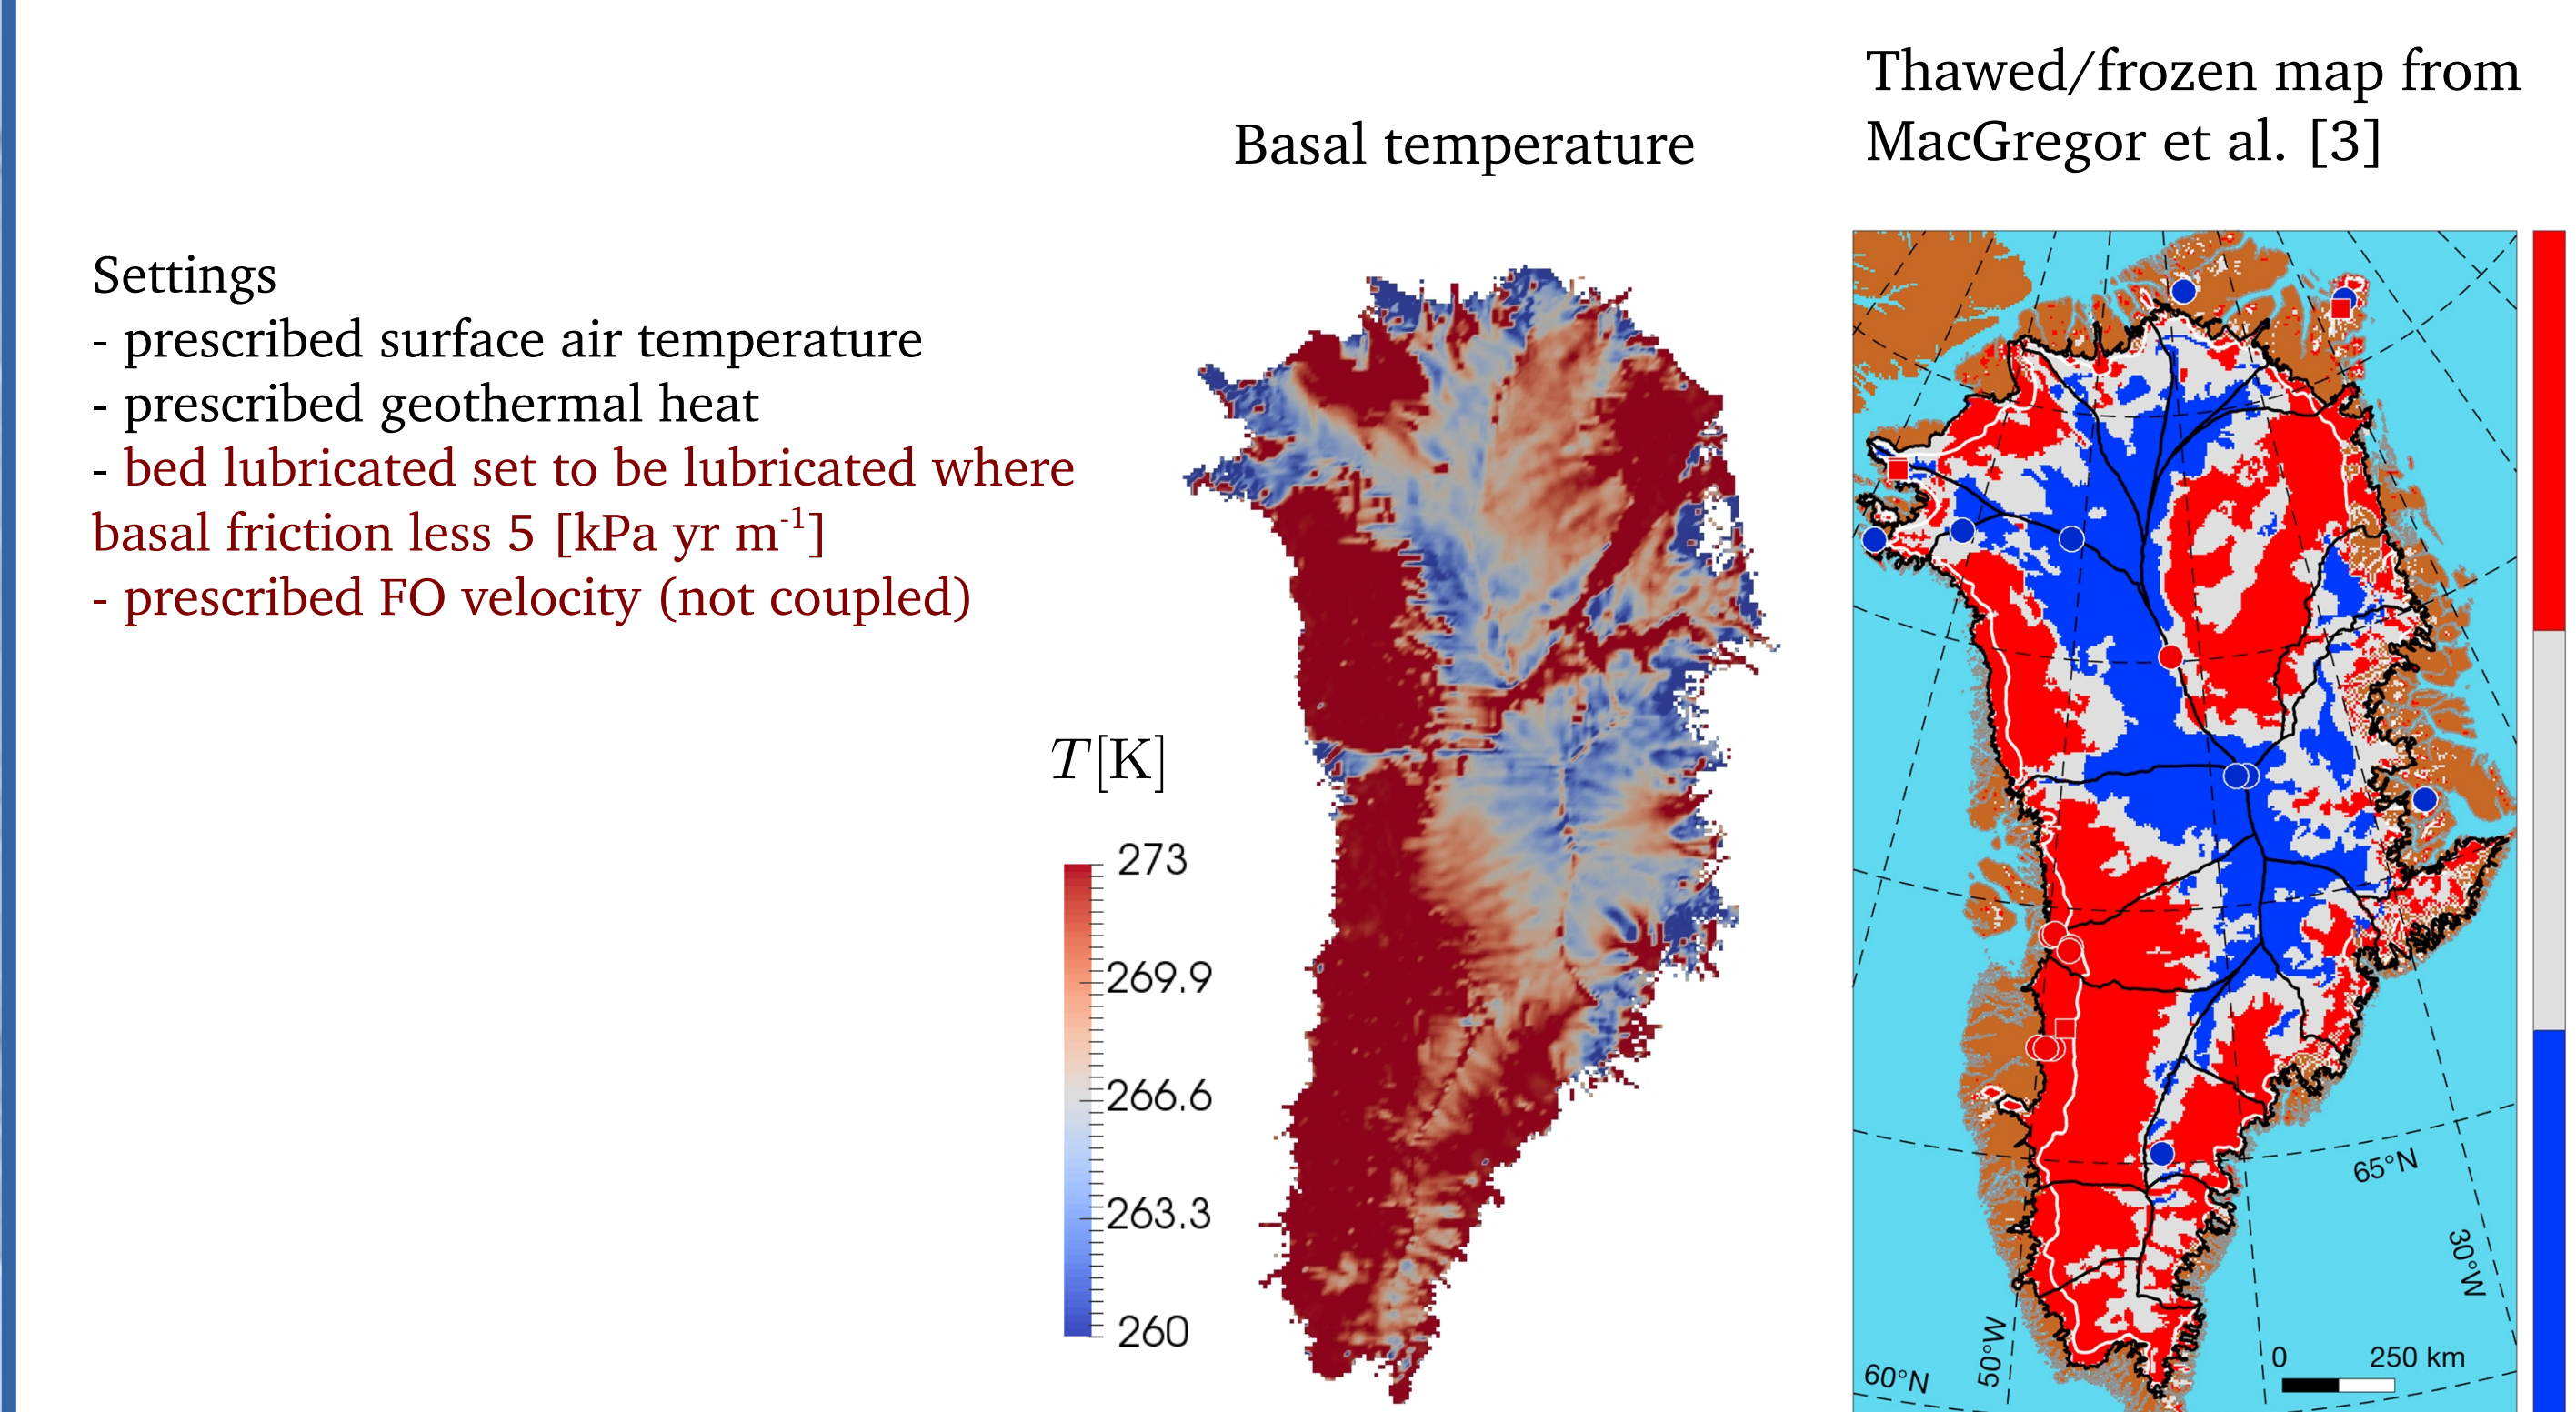 Thawed/frozen map from
MacGregor et al. [3]
Basal temperature
Settings
- prescribed surface air temperature
- prescribed geothermal heat
- bed lubricated set to be lubricated where
basal friction less 5 [kPa yr m⁻¹]
- prescribed FO velocity (not coupled)
T[K]
273
269.9
266.6
263.3
260
65°N
30°W
50°W
60°N
0 250 km